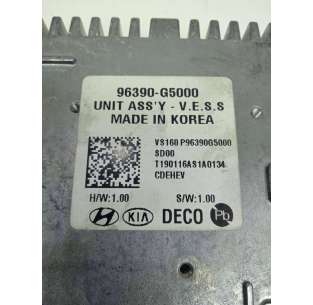 96390-G5000
UNIT ASS'Y - V.E.S.S
MADE IN KOREA
VS160 P96390G5000
SD00
T190116AS1A0134
CDEHEV
H/W:1.00 S/W:1.00
KIA DECO Pb